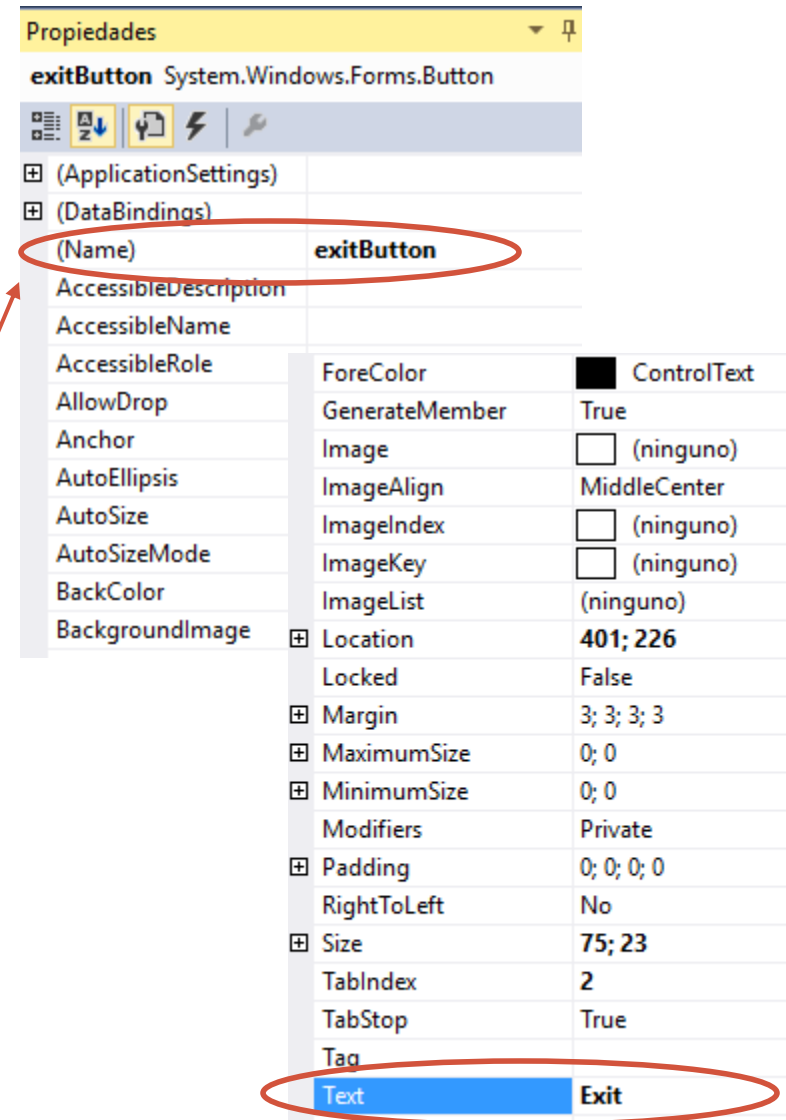 Propiedades
exitButton System.Windows.Forms.Button
(ApplicationSettings)
(DataBindings)
(Name) exitButton
AccessibleDescription
AccessibleName
AccessibleRole
AllowDrop
Anchor
AutoEllipsis
AutoSize
AutoSizeMode
BackColor
BackgroundImage
ForeColor ControlText
GenerateMember True
Image (ninguno)
ImageAlign MiddleCenter
ImageIndex (ninguno)
ImageKey (ninguno)
ImageList (ninguno)
Location 401; 226
Locked False
Margin 3; 3; 3; 3
MaximumSize 0; 0
MinimumSize 0; 0
Modifiers Private
Padding 0; 0; 0; 0
RightToLeft No
Size 75; 23
TabIndex 2
TabStop True
Tag
Text Exit